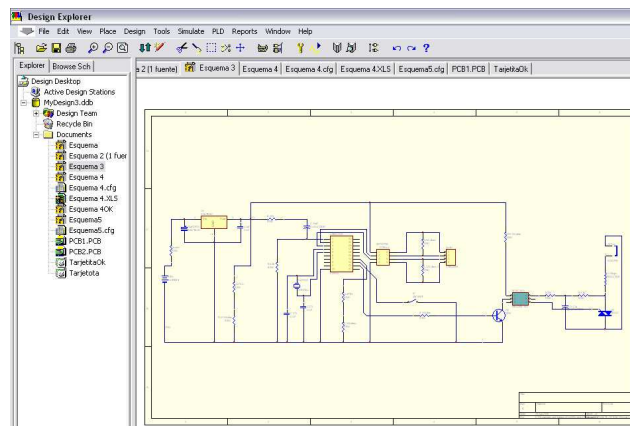 Design Explorer
File Edit View Place Design Tools Simulate PLD Reports Window Help
Explorer Browse Sch
a 2 (1 fuente) Esquema 3 Esquema 4 Esquema 4.cfg Esquema 4.XLS Esquema5.cfg PCB1.PCB TarjetitaOk
Design Desktop
Active Design Stations
MyDesign3.ddb
Design Team
Recycle Bin
Documents
Esquema
Esquema 2 (1 fuer
Esquema 3
Esquema 4
Esquema 4.cfg
Esquema 4.XLS
Esquema 4OK
Esquema5
Esquema5.cfg
PCB1.PCB
PCB2.PCB
TarjetitaOk
Tarjetota